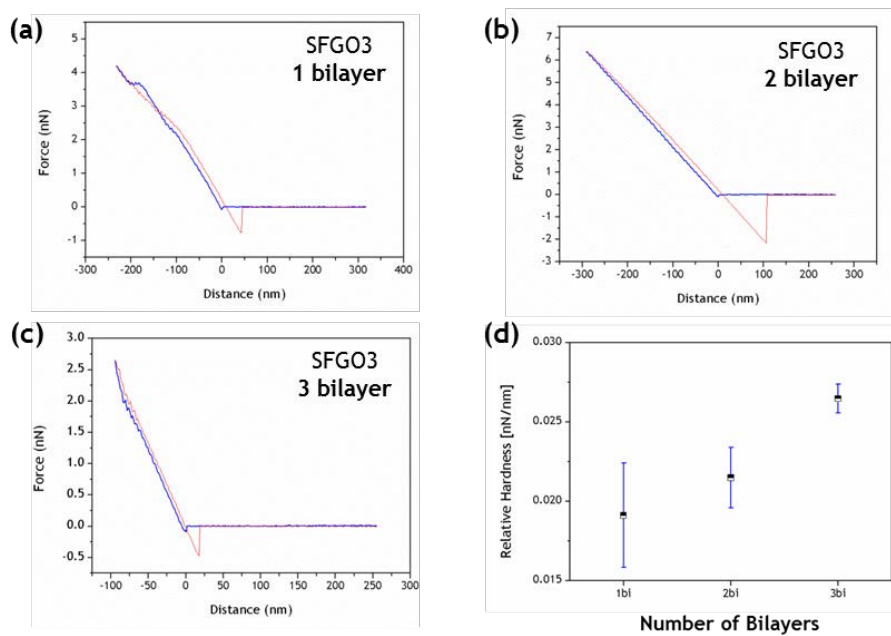 (a)
SFGO3
1 bilayer
5
4
3
2
1
0
-1
Force (nN)
-300 -200 -100 0 100 200 300 400
Distance (nm)
(b)
SFGO3
2 bilayer
7
6
5
4
3
2
1
0
-1
-2
-3
Force (nN)
-300 -200 -100 0 100 200 300
Distance (nm)
(c)
SFGO3
3 bilayer
3.0
2.5
2.0
1.5
1.0
0.5
0.0
-0.5
Force (nN)
-100 -50 0 50 100 150 200 250 300
Distance (nm)
(d)
0.030
0.025
0.020
0.015
Relative Hardness [nN/nm]
1bi 2bi 3bi
Number of Bilayers